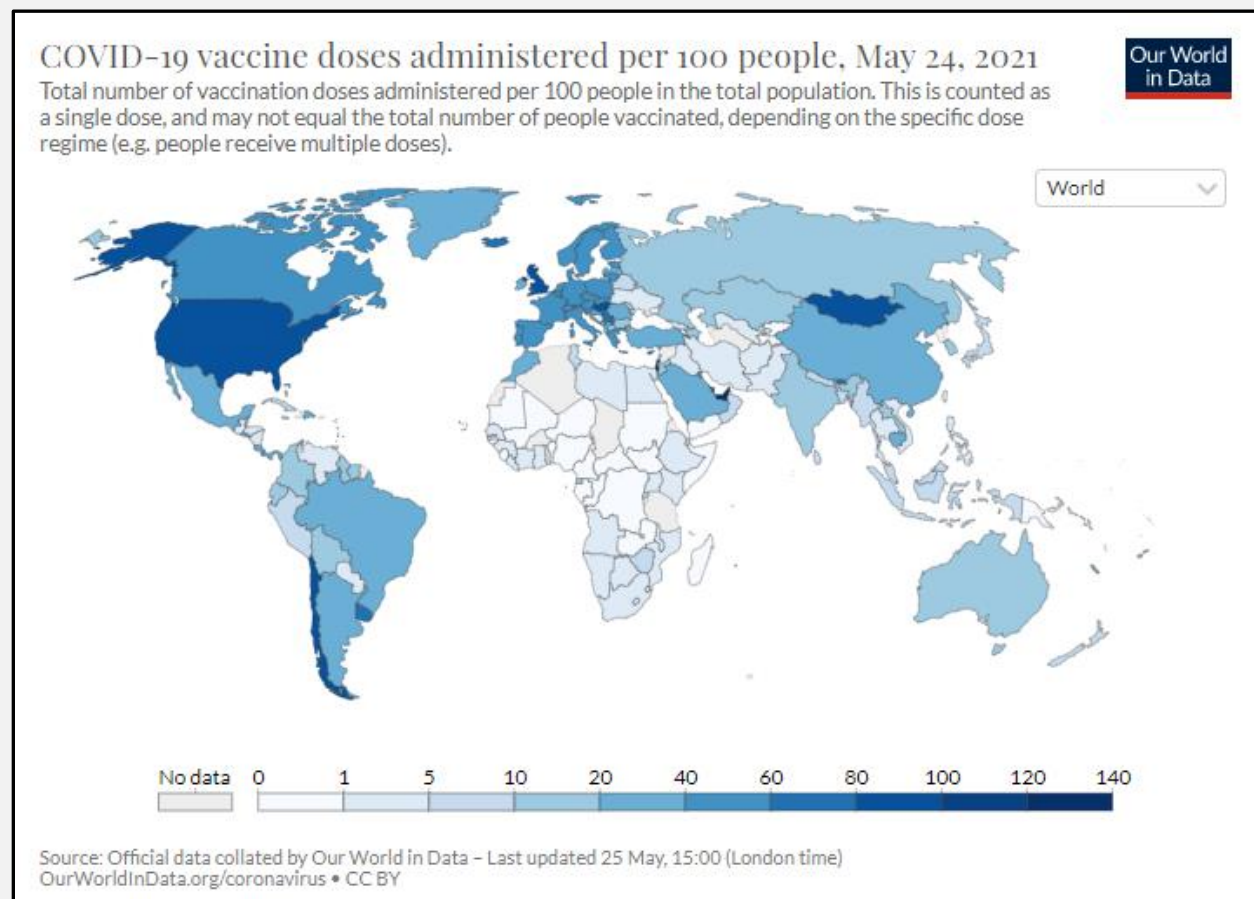 COVID-19 vaccine doses administered per 100 people, May 24, 2021
Our World
in Data
Total number of vaccination doses administered per 100 people in the total population. This is counted as
a single dose, and may not equal the total number of people vaccinated, depending on the specific dose
regime (e.g. people receive multiple doses).
World
No data 0 1 5 10 20 40 60 80 100 120 140
Source: Official data collated by Our World in Data – Last updated 25 May, 15:00 (London time)
OurWorldInData.org/coronavirus • CC BY